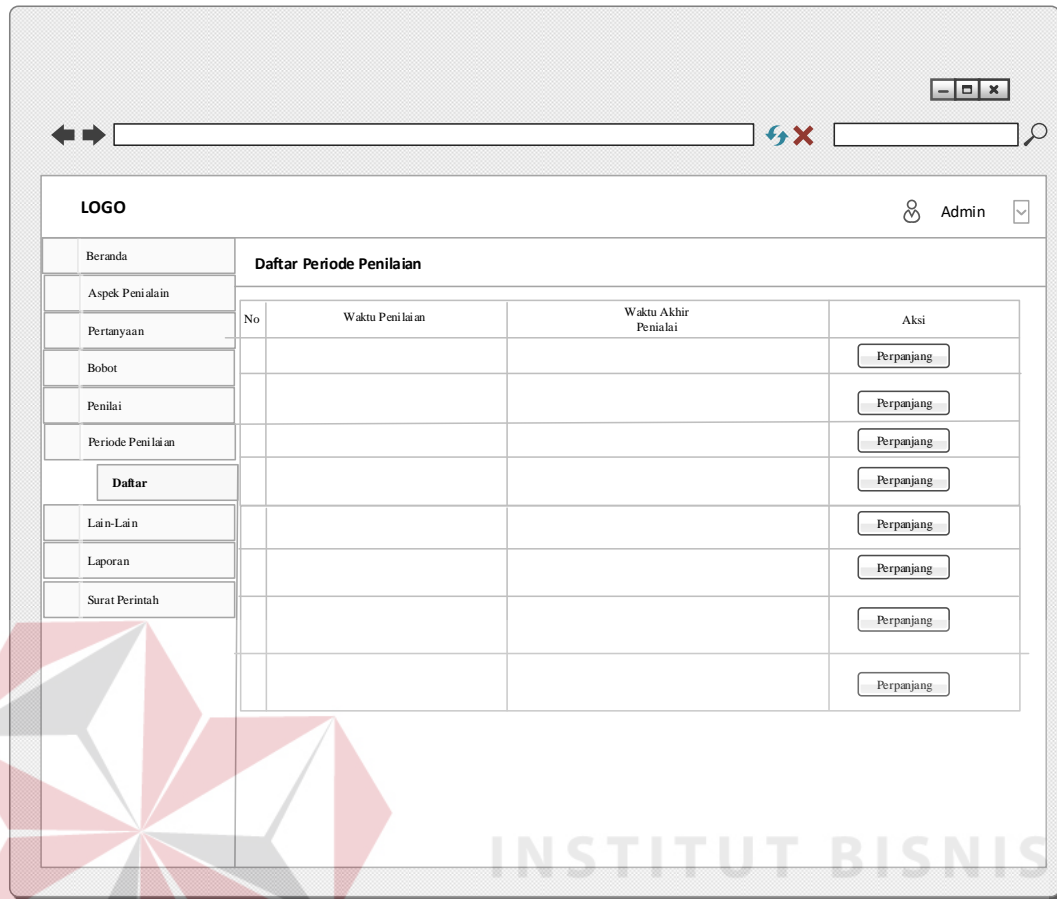 LOGO
Admin
Beranda
Aspek Penialain
Pertanyaan
Bobot
Penilai
Periode Penilaian
Daftar
Lain-Lain
Laporan
Surat Perintah
Daftar Periode Penilaian
No
Waktu Penilaian
Waktu Akhir
Penialai
Aksi
Perpanjang
Perpanjang
Perpanjang
Perpanjang
Perpanjang
Perpanjang
Perpanjang
Perpanjang
INSTITUT BISNIS